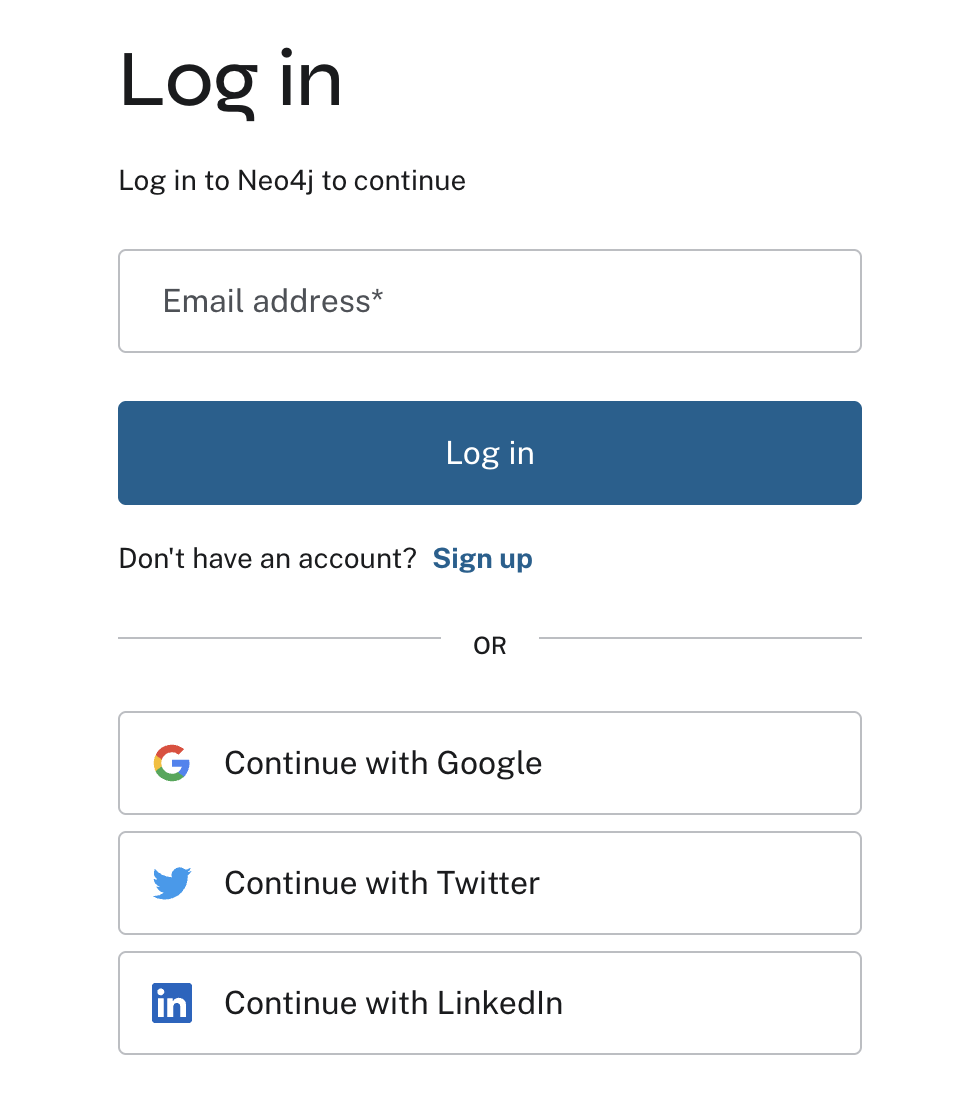 Log in
Log in to Neo4j to continue
Email address*
Log in
Don't have an account? Sign up
OR
Continue with Google
Continue with Twitter
Continue with LinkedIn